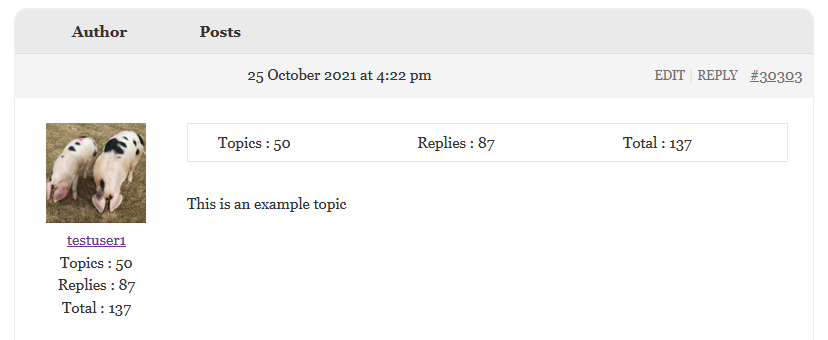 Author Posts
25 October 2021 at 4:22 pm EDIT | REPLY #30303
Topics : 50 Replies : 87 Total : 137
This is an example topic
testuser1
Topics : 50
Replies : 87
Total : 137